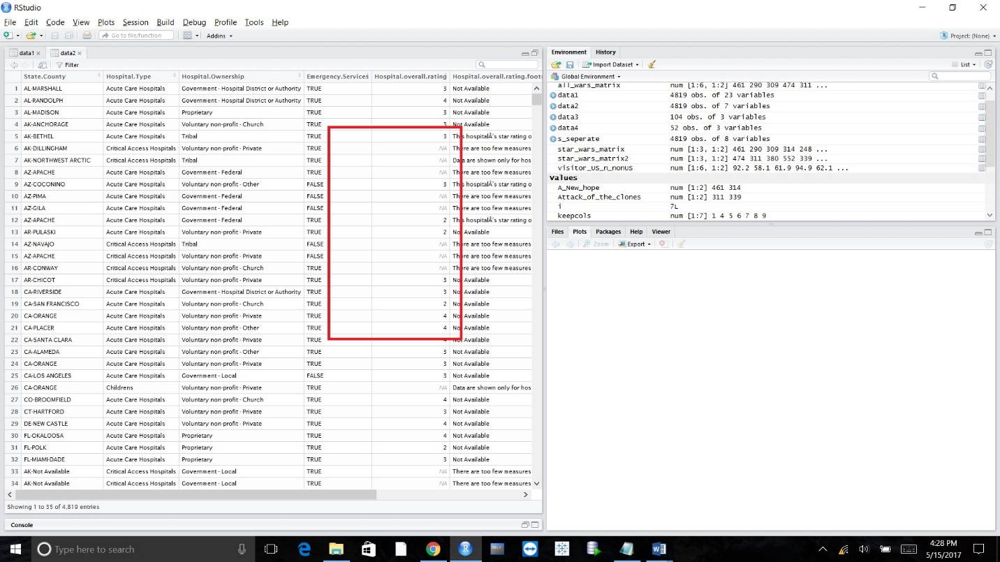 RStudio
File Edit Code View Plots Session Build Debug Profile Tools Help
Go to file/function Addins Project: (None)
data1 data2
Filter
State.County Hospital.Type Hospital.Ownership Emergency.Services Hospital.overall.rating Hospital.overall.rating.footr
1 AL-MARSHALL Acute Care Hospitals Government - Hospital District or Authority TRUE 3 Not Available
2 AL-RANDOLPH Acute Care Hospitals Government - Hospital District or Authority TRUE 4 Not Available
3 AL-MADISON Acute Care Hospitals Proprietary TRUE 3 Not Available
4 AK-ANCHORAGE Acute Care Hospitals Voluntary non-profit - Church TRUE 3 Not Available
5 AK-BETHEL Acute Care Hospitals Tribal TRUE 3 This hospitalÂ's star rating o
6 AK-DILLINGHAM Critical Access Hospitals Voluntary non-profit - Private TRUE NA There are too few measures
7 AK-NORTHWEST ARCTIC Critical Access Hospitals Tribal TRUE NA Data are shown only for hos
8 AZ-APACHE Acute Care Hospitals Government - Federal TRUE NA There are too few measures
9 AZ-COCONINO Acute Care Hospitals Voluntary non-profit - Other FALSE 3 This hospitalÂ's star rating o
10 AZ-PIMA Acute Care Hospitals Government - Federal FALSE NA There are too few measures
11 AZ-GILA Acute Care Hospitals Government - Federal FALSE NA There are too few measures
12 AZ-APACHE Acute Care Hospitals Government - Federal TRUE 2 This hospitalÂ's star rating o
13 AR-PULASKI Acute Care Hospitals Voluntary non-profit - Private TRUE 2 Not Available
14 AZ-NAVAJO Critical Access Hospitals Tribal FALSE NA There are too few measures
15 AZ-APACHE Critical Access Hospitals Voluntary non-profit - Private FALSE NA There are too few measures
16 AR-CONWAY Critical Access Hospitals Voluntary non-profit - Church TRUE NA There are too few measures
17 AR-CHICOT Critical Access Hospitals Voluntary non-profit - Private TRUE 3 Not Available
18 CA-RIVERSIDE Acute Care Hospitals Government - Hospital District or Authority TRUE 3 Not Available
19 CA-SAN FRANCISCO Acute Care Hospitals Voluntary non-profit - Church TRUE 2 Not Available
20 CA-ORANGE Acute Care Hospitals Voluntary non-profit - Private TRUE 4 Not Available
21 CA-PLACER Acute Care Hospitals Voluntary non-profit - Other TRUE 4 Not Available
22 CA-SANTA CLARA Acute Care Hospitals Voluntary non-profit - Private TRUE 4 Not Available
23 CA-ALAMEDA Acute Care Hospitals Voluntary non-profit - Other TRUE 3 Not Available
24 CA-ORANGE Acute Care Hospitals Voluntary non-profit - Private TRUE 3 Not Available
25 CA-LOS ANGELES Acute Care Hospitals Government - Local FALSE 3 Not Available
26 CA-ORANGE Childrens Voluntary non-profit - Private TRUE NA Data are shown only for hos
27 CO-BROOMFIELD Acute Care Hospitals Voluntary non-profit - Church TRUE 4 Not Available
28 CT-HARTFORD Acute Care Hospitals Voluntary non-profit - Private TRUE 3 Not Available
29 DE-NEW CASTLE Acute Care Hospitals Voluntary non-profit - Private TRUE 4 Not Available
30 FL-OKALOOSA Acute Care Hospitals Proprietary TRUE 4 Not Available
31 FL-POLK Acute Care Hospitals Proprietary TRUE 2 Not Available
32 FL-MIAMI-DADE Acute Care Hospitals Proprietary TRUE 3 Not Available
33 AK-Not Available Critical Access Hospitals Government - Local TRUE NA There are too few measures
34 AK-Not Available Critical Access Hospitals Government - Local TRUE NA There are too few measures
Showing 1 to 35 of 4,819 entries
Console
Environment History
Import Dataset List
Global Environment
all_wars_matrix num [1:6, 1:2] 461 290 309 474 311 ...
data1 4819 obs. of 23 variables
data2 4819 obs. of 7 variables
data3 104 obs. of 3 variables
data4 52 obs. of 3 variables
s_seperate 4819 obs. of 8 variables
star_wars_matrix num [1:3, 1:2] 461 290 309 314 248 ...
star_wars_matrix2 num [1:3, 1:2] 474 311 380 552 339 ...
visitor_US_n_nonUS num [1:6, 1:2] 92.2 58.1 61.9 94.9 62.1 ...
values
A_New_hope num [1:2] 461 314
Attack_of_the_clones num [1:2] 311 339
i 7L
keepcols num [1:7] 1 4 5 6 7 8 9
Files Plots Packages Help Viewer
Zoom Export
Type here to search
4:28 PM
5/15/2017